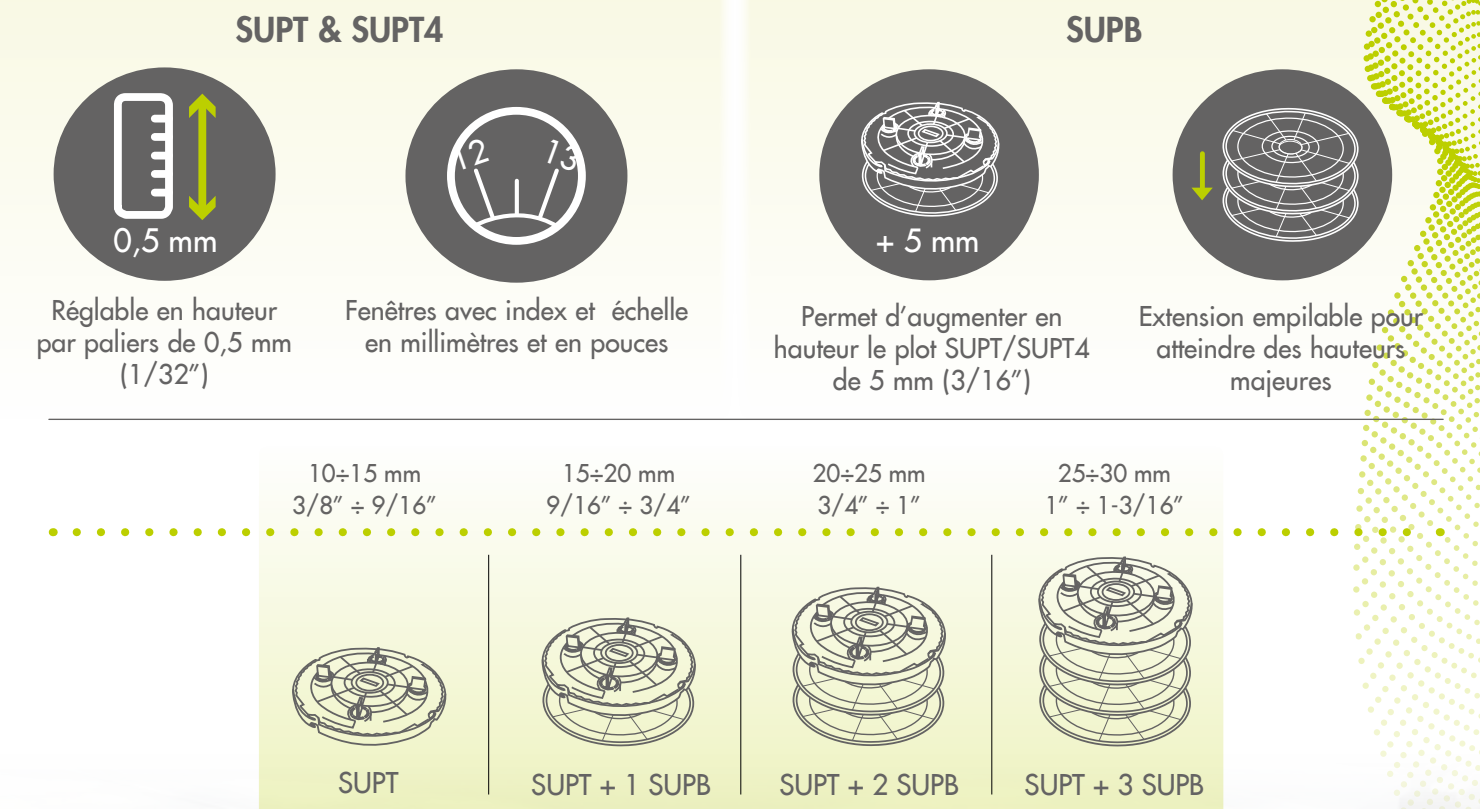 SUPT & SUPT4
0,5 mm
12 13
Réglable en hauteur
par paliers de 0,5 mm
(1/32”)
Fenêtres avec index et échelle
en millimètres et en pouces
SUPB
+ 5 mm
Permet d’augmenter en
hauteur le plot SUPT/SUPT4
de 5 mm (3/16”)
Extension empilable pour
atteindre des hauteurs
majeures
10÷15 mm
3/8” ÷ 9/16”
15÷20 mm
9/16” ÷ 3/4”
20÷25 mm
3/4” ÷ 1”
25÷30 mm
1” ÷ 1-3/16”
SUPT
SUPT + 1 SUPB
SUPT + 2 SUPB
SUPT + 3 SUPB